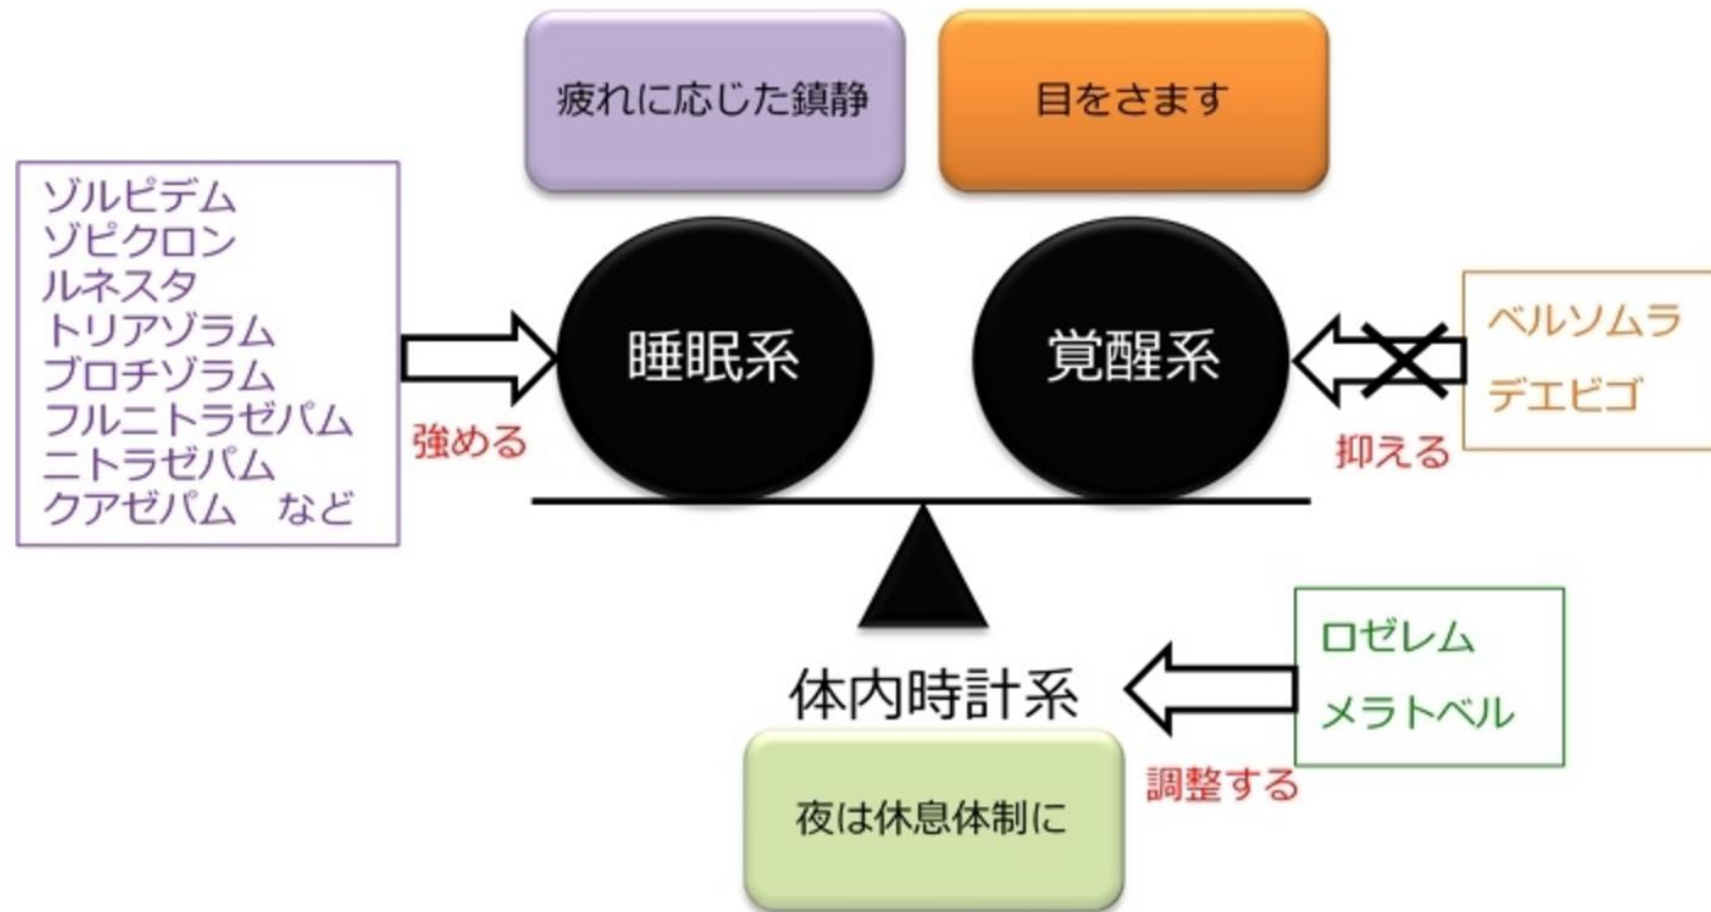 疲れに応じた鎮静
目をさます
ゾルピデム
ゾピクロン
ルネスタ
トリアゾラム
ブロチゾラム
フルニトラゼパム
ニトラゼパム
クアゼパム　など
強める
睡眠系
覚醒系
ベルソムラ
デエビゴ
抑える
体内時計系
ロゼレム
メラトベル
調整する
夜は休息体制に